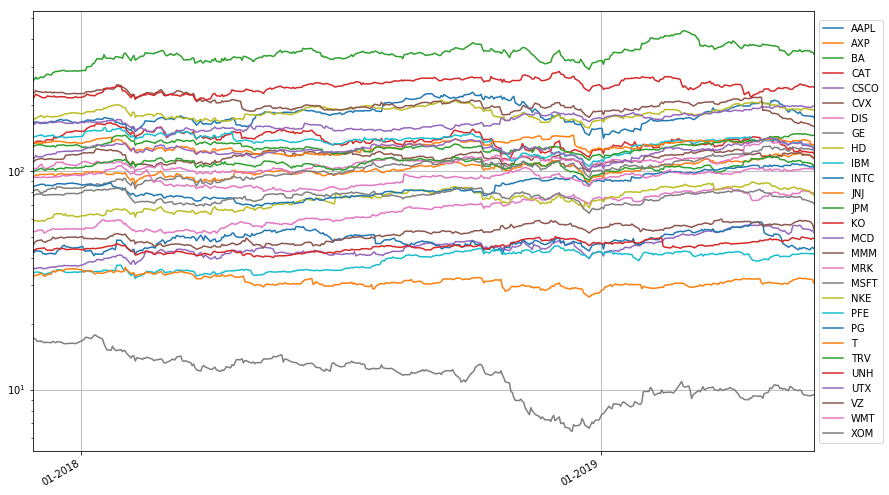 10²
10¹
01-2018
01-2019
AAPL
AXP
BA
CAT
CSCO
CVX
DIS
GE
HD
IBM
INTC
JNJ
JPM
KO
MCD
MMM
MRK
MSFT
NKE
PFE
PG
T
TRV
UNH
UTX
VZ
WMT
XOM